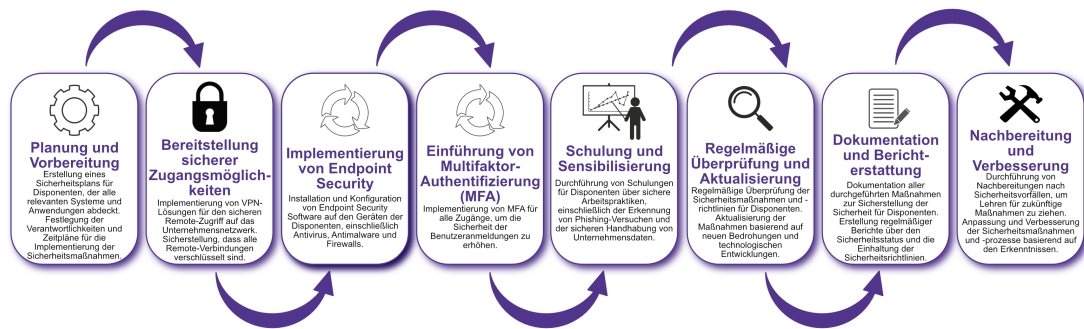 Planung und
Vorbereitung
Erstellung eines
Sicherheitsplans für
Disponenten, der alle
relevanten Systeme und
Anwendungen abdeckt.
Festlegung der
Verantwortlichkeiten und
Zeitpläne für die
Implementierung der
Sicherheitsmaßnahmen.
Bereitstellung
sicherer
Zugangsmöglich-
keiten
Implementierung von VPN-
Lösungen für den sicheren
Remote-Zugriff auf das
Unternehmensnetzwerk.
Sicherstellung, dass alle
Remote-Verbindungen
verschlüsselt sind.
Implementierung
von Endpoint
Security
Installation und Konfiguration
von Endpoint Security
Software auf den Geräten der
Disponenten, einschließlich
Antivirus, Antimalware und
Firewalls.
Einführung von
Multifaktor-
Authentifizierung
(MFA)
Implementierung von MFA für
alle Zugänge, um die
Sicherheit der
Benutzeranmeldungen zu
erhöhen.
Schulung und
Sensibilisierung
Durchführung von Schulungen
für Disponenten über sichere
Arbeitspraktiken,
einschließlich der Erkennung
von Phishing-Versuchen und
der sicheren Handhabung von
Unternehmensdaten.
Regelmäßige
Überprüfung und
Aktualisierung
Regelmäßige Überprüfung der
Sicherheitsmaßnahmen und -
richtlinien für Disponenten.
Aktualisierung der
Maßnahmen basierend auf
neuen Bedrohungen und
technologischen
Entwicklungen.
Dokumentation
und Bericht-
erstattung
Dokumentation aller
durchgeführten Maßnahmen
zur Sicherstellung der
Sicherheit für Disponenten.
Erstellung regelmäßiger
Berichte über den
Sicherheitsstatus und die
Einhaltung der
Sicherheitsrichtlinien.
Nachbereitung
und
Verbesserung
Durchführung von
Nachbereitungen nach
Sicherheitsvorfällen, um
Lehren für zukünftige
Maßnahmen zu ziehen.
Anpassung und Verbesserung
der Sicherheitsmaßnahmen
und -prozesse basierend auf
den Erkenntnissen.